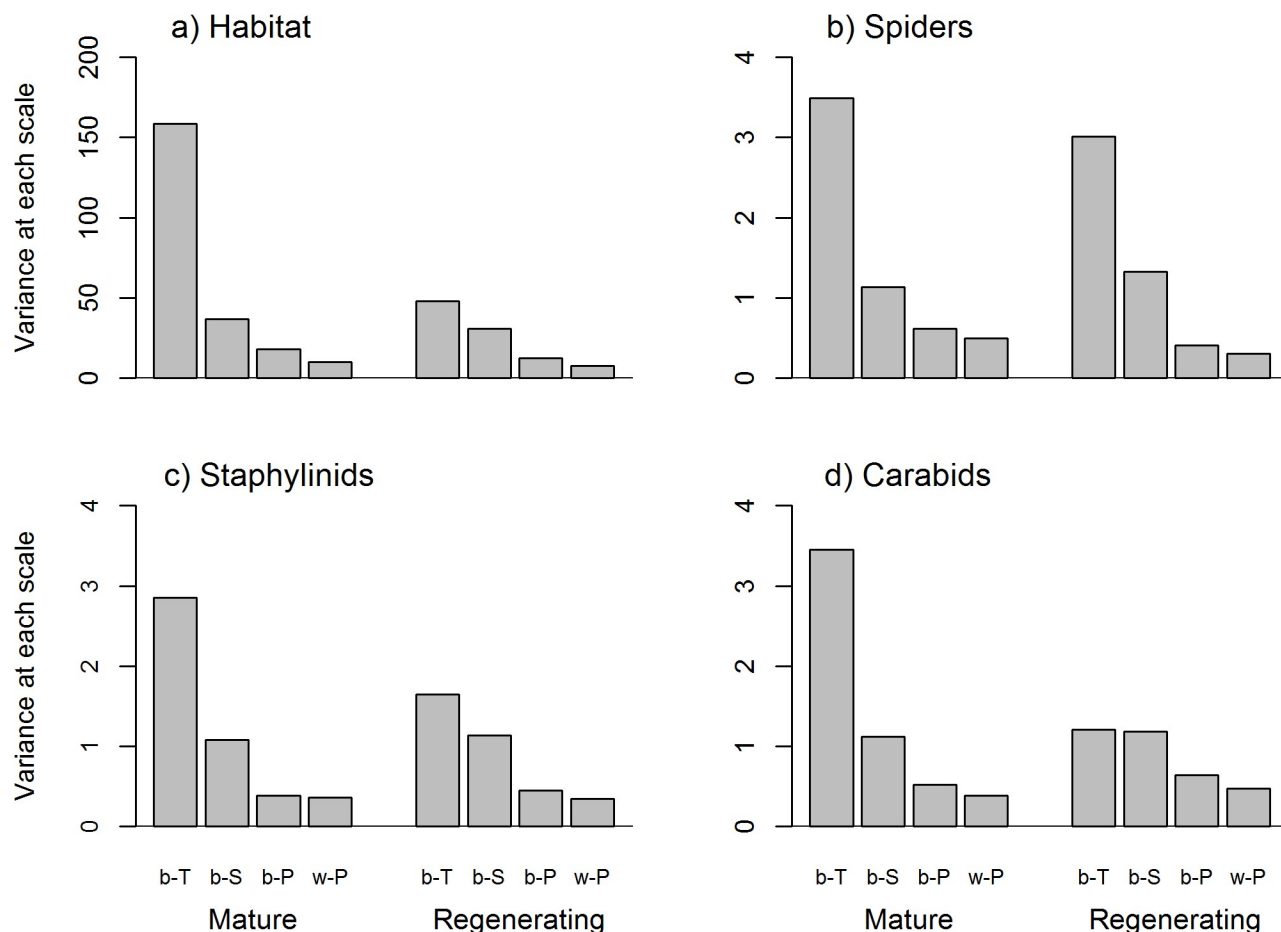 a) Habitat
Variance at each scale
200
150
100
50
0
b) Spiders
4
3
2
1
0
c) Staphylinids
Variance at each scale
4
3
2
1
0
b-T b-S b-P w-P b-T b-S b-P w-P
Mature Regenerating
d) Carabids
4
3
2
1
0
b-T b-S b-P w-P b-T b-S b-P w-P
Mature Regenerating